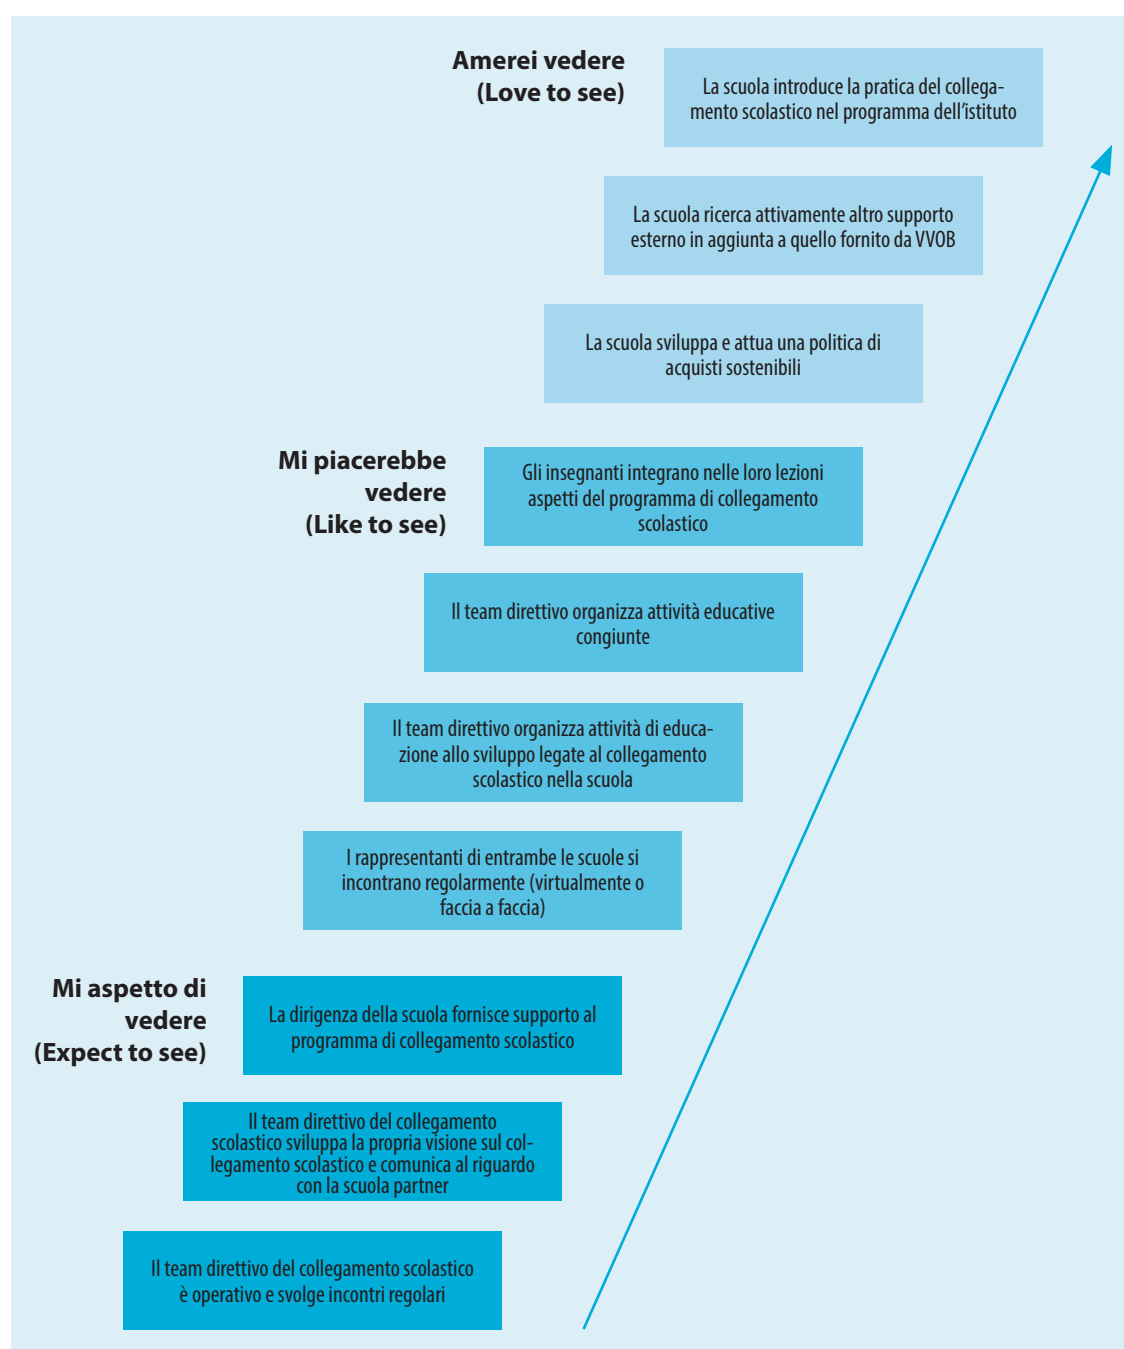 Amerei vedere
(Love to see)
La scuola introduce la pratica del collega-
mento scolastico nel programma dell’istituto
La scuola ricerca attivamente altro supporto
esterno in aggiunta a quello fornito da VVOB
La scuola sviluppa e attua una politica di
acquisti sostenibili
Mi piacerebbe
vedere
(Like to see)
Gli insegnanti integrano nelle loro lezioni
aspetti del programma di collegamento
scolastico
Il team direttivo organizza attività educative
congiunte
Il team direttivo organizza attività di educa-
zione allo sviluppo legate al collegamento
scolastico nella scuola
I rappresentanti di entrambe le scuole si
incontrano regolarmente (virtualmente o
faccia a faccia)
Mi aspetto di
vedere
(Expect to see)
La dirigenza della scuola fornisce supporto al
programma di collegamento scolastico
Il team direttivo del collegamento
scolastico sviluppa la propria visione sul col-
legamento scolastico e comunica al riguardo
con la scuola partner
Il team direttivo del collegamento scolastico
è operativo e svolge incontri regolari